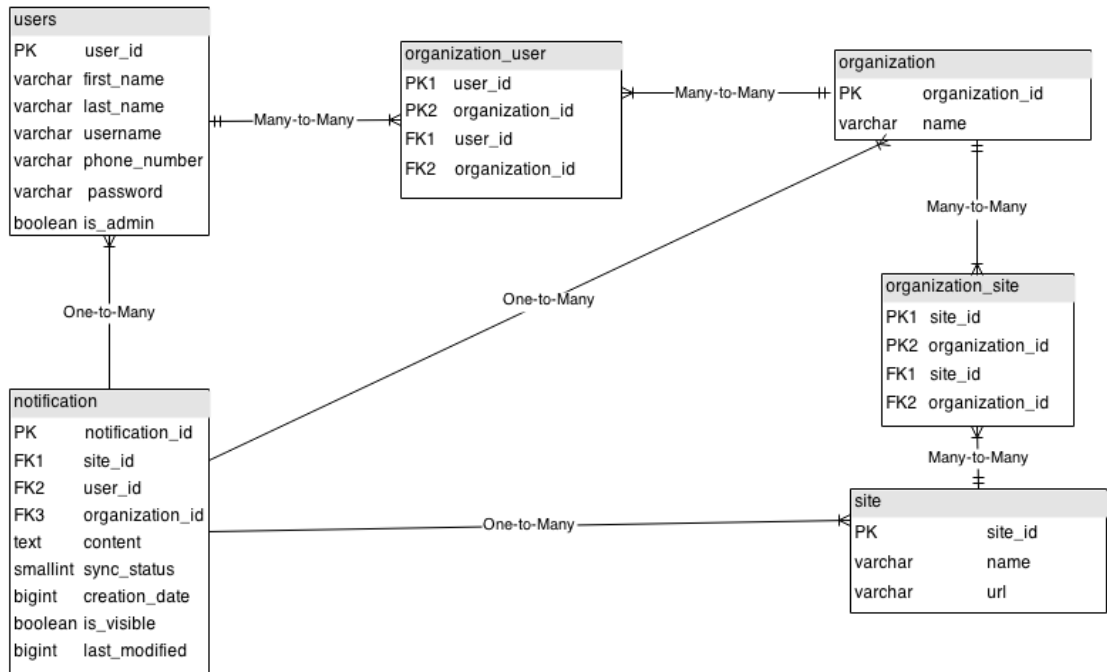 users
PK user_id
varchar first_name
varchar last_name
varchar username
varchar phone_number
varchar password
boolean is_admin
Many-to-Many
organization_user
PK1 user_id
PK2 organization_id
FK1 user_id
FK2 organization_id
Many-to-Many
organization
PK organization_id
varchar name
Many-to-Many
One-to-Many
One-to-Many
organization_site
PK1 site_id
PK2 organization_id
FK1 site_id
FK2 organization_id
Many-to-Many
notification
PK notification_id
FK1 site_id
FK2 user_id
FK3 organization_id
text content
smallint sync_status
bigint creation_date
boolean is_visible
bigint last_modified
One-to-Many
site
PK site_id
varchar name
varchar url